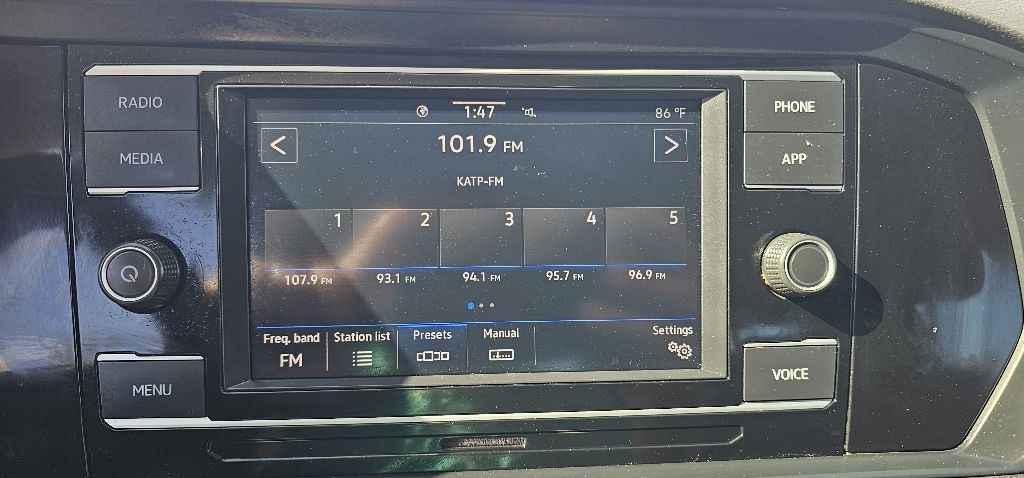 RADIO
MEDIA
MENU
1:47
86 °F
101.9 FM
KATP-FM
1 2 3 4 5
107.9 FM 93.1 FM 94.1 FM 95.7 FM 96.9 FM
Freq. band Station list Presets Manual Settings
FM
PHONE
APP
VOICE